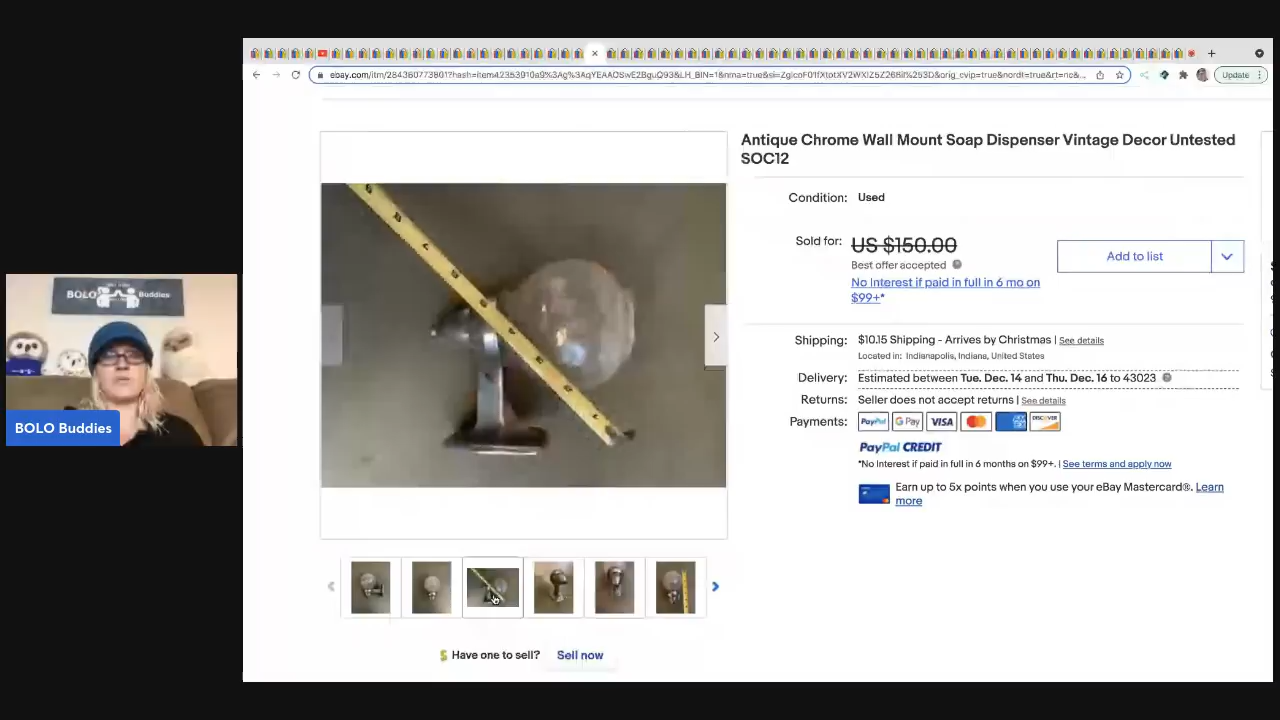 Update
Antique Chrome Wall Mount Soap Dispenser Vintage Decor Untested
SOC12
Condition: Used
Sold for: US $150.00
Best offer accepted
No Interest if paid in full in 6 mo on
$99+*
Add to list
Shipping: $10.15 Shipping - Arrives by Christmas | See details
Located in: Indianapolis, Indiana, United States
Delivery: Estimated between Tue. Dec. 14 and Thu. Dec. 16 to 43023
Returns: Seller does not accept returns | See details
Payments: PayPal G Pay VISA MasterCard DISCOVER
PayPal CREDIT
*No Interest if paid in full in 6 months on $99+. | See terms and apply now
Earn up to 5x points when you use your eBay Mastercard®. Learn
more
Have one to sell? Sell now
BOLO Buddies
BOLO Buddies